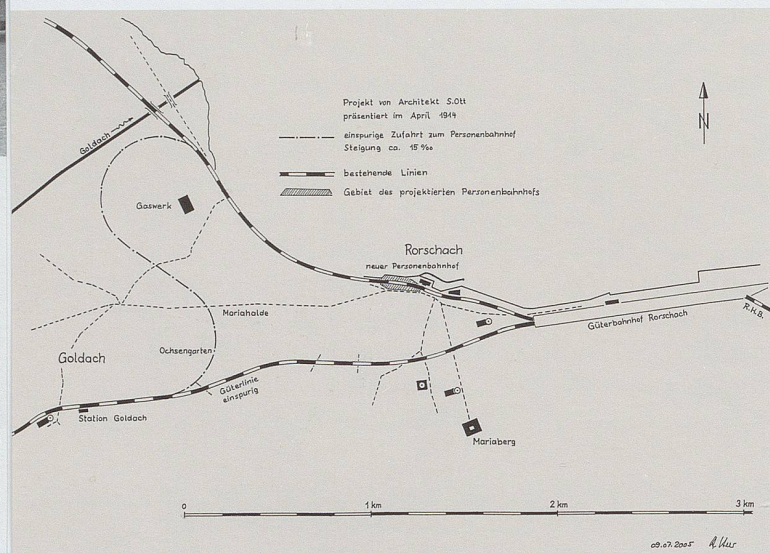 Projekt von Architekt S.Ott
präsentiert im April 1914
einspurige Zufahrt zum Personenbahnhof
Steigung ca. 15 ‰
bestehende Linien
Gebiet des projektierten Personenbahnhofs
N
Goldach
Gaswerk
Rorschach
neuer Personenbahnhof
Mariahalde
Güterbahnhof Rorschach
R.H.B.
Goldach
Ochsengarten
Güterlinie
einspurig
Station Goldach
Mariaberg
0
1 km
2 km
3 km
09.07.2005